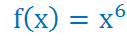 f(x) = x⁶